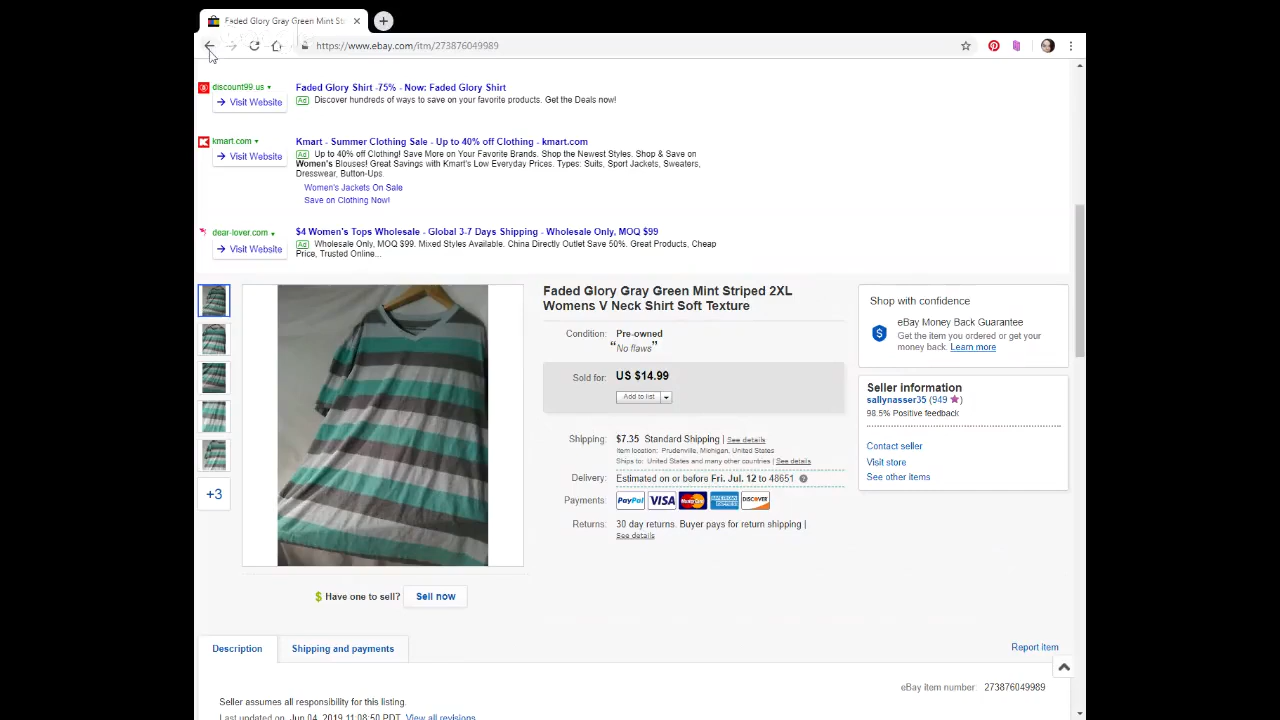 Faded Glory Gray Green Mint St
https://www.ebay.com/itm/273876049989
discount99.us
Visit Website
Faded Glory Shirt -75% - Now: Faded Glory Shirt
Ad Discover hundreds of ways to save on your favorite products. Get the Deals now!
kmart.com
Visit Website
Kmart - Summer Clothing Sale - Up to 40% off Clothing - kmart.com
Ad Up to 40% off Clothing! Save More on Your Favorite Brands. Shop the Newest Styles. Shop & Save on
Women's Blouses! Great Savings with Kmart's Low Everyday Prices. Types: Suits, Sport Jackets, Sweaters,
Dresswear, Button-Ups.
Women's Jackets On Sale
Save on Clothing Now!
dear-lover.com
Visit Website
$4 Women's Tops Wholesale - Global 3-7 Days Shipping - Wholesale Only, MOQ $99
Ad Wholesale Only, MOQ $99. Mixed Styles Available. China Directly Outlet Save 50%. Great Products, Cheap
Price, Trusted Online...
+3
Have one to sell? Sell now
Faded Glory Gray Green Mint Striped 2XL
Womens V Neck Shirt Soft Texture
Condition: Pre-owned
“No flaws”
Sold for: US $14.99
Add to list
Shipping: $7.35 Standard Shipping | See details
Item location: Prudenville, Michigan, United States
Ships to: United States and many other countries | See details
Delivery: Estimated on or before Fri. Jul. 12 to 48651
Payments: PayPal VISA MasterCard AMERICAN EXPRESS DISCOVER
Returns: 30 day returns. Buyer pays for return shipping |
See details
Shop with confidence
eBay Money Back Guarantee
Get the item you ordered or get your
money back. Learn more
Seller information
sallynasser35 (949 )
98.5% Positive feedback
Contact seller
Visit store
See other items
Description
Shipping and payments
Report item
eBay item number: 273876049989
Seller assumes all responsibility for this listing.
Last updated on Jun 04, 2019 11:08:50 PDT View all revisions